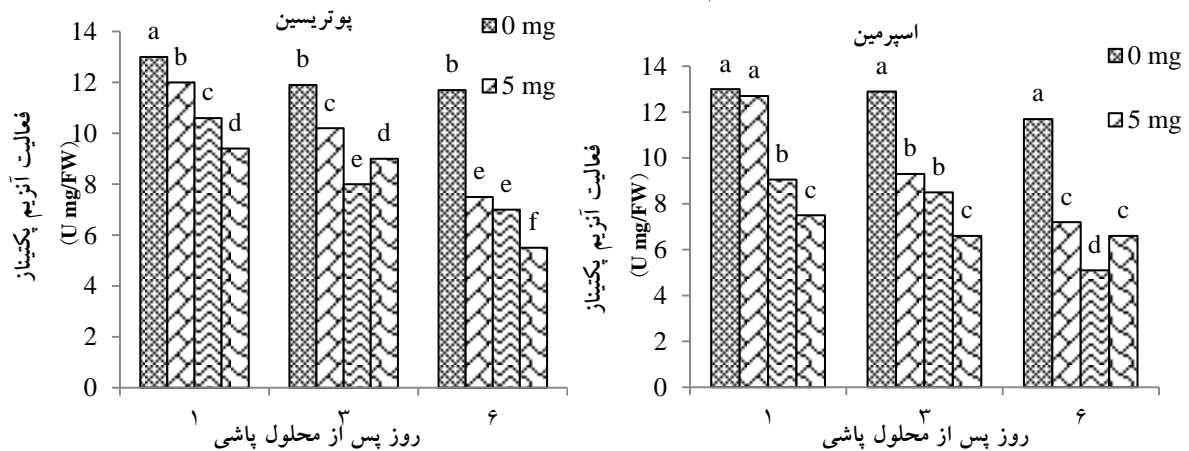 پوتریسین
0 mg
5 mg
فعالیت آنزیم پکتیناز
(U mg/FW)
14
12
10
8
6
4
2
0
a
b
c
d
b
c
e
d
b
e
e
f
۱
۳
۶
روز پس از محلول پاشی
اسپرمین
0 mg
5 mg
فعالیت آنزیم پکتیناز
(U mg/FW)
14
12
10
8
6
4
2
0
a
a
b
c
a
b
b
c
a
c
d
c
۱
۳
۶
روز پس از محلول پاشی